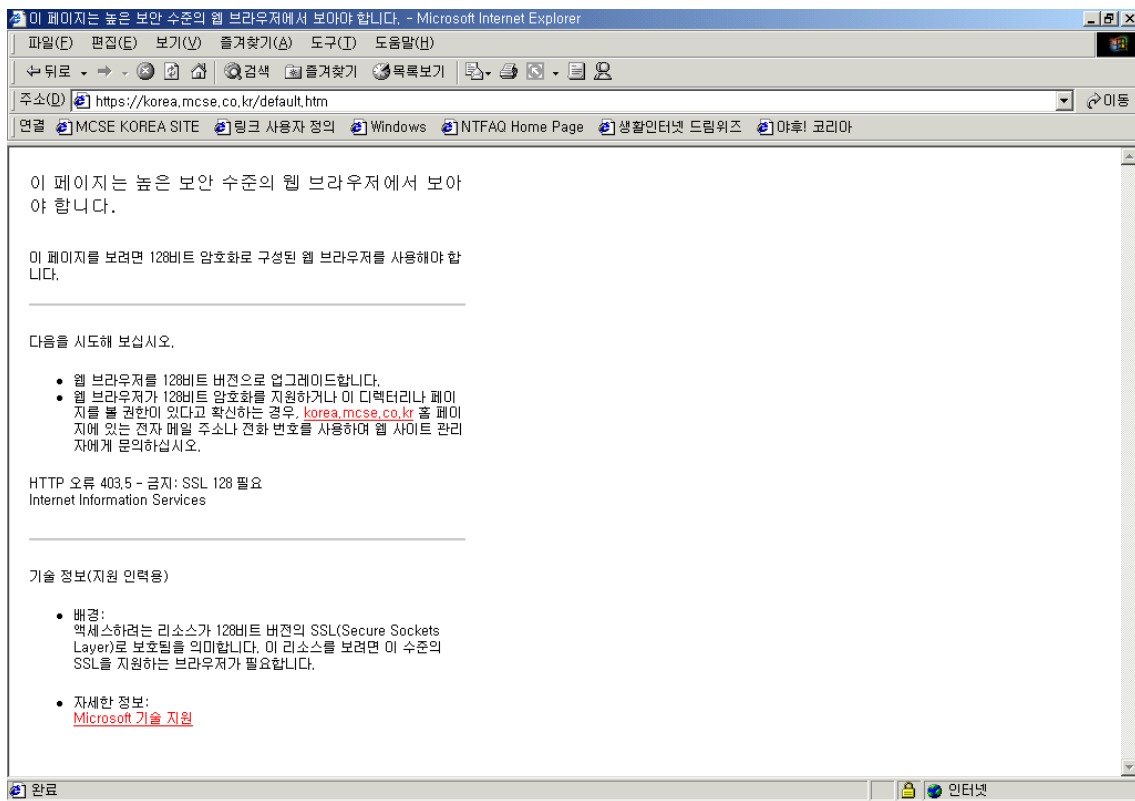 이 페이지는 높은 보안 수준의 웹 브라우저에서 보아야 합니다. - Microsoft Internet Explorer
파일(F) 편집(E) 보기(V) 즐겨찾기(A) 도구(T) 도움말(H)
뒤로 검색 즐겨찾기 목록보기
주소(D) https://korea.mcse.co.kr/default.htm 이동
연결 MCSE KOREA SITE 링크 사용자 정의 Windows NTFAQ Home Page 생활인터넷 드림위즈 야후! 코리아
이 페이지는 높은 보안 수준의 웹 브라우저에서 보아
야 합니다.
이 페이지를 보려면 128비트 암호화로 구성된 웹 브라우저를 사용해야 합
니다.
다음을 시도해 보십시오.
● 웹 브라우저를 128비트 버전으로 업그레이드합니다.
● 웹 브라우저가 128비트 암호화를 지원하거나 이 디렉터리나 페이
지를 볼 권한이 있다고 확신하는 경우, korea.mcse.co.kr 홈 페이
지에 있는 전자 메일 주소나 전화 번호를 사용하여 웹 사이트 관리
자에게 문의하십시오.
HTTP 오류 403.5 - 금지: SSL 128 필요
Internet Information Services
기술 정보(지원 인력용)
● 배경:
액세스하려는 리소스가 128비트 버전의 SSL(Secure Sockets
Layer)로 보호됨을 의미합니다. 이 리소스를 보려면 이 수준의
SSL을 지원하는 브라우저가 필요합니다.
● 자세한 정보:
Microsoft 기술 지원
완료 인터넷